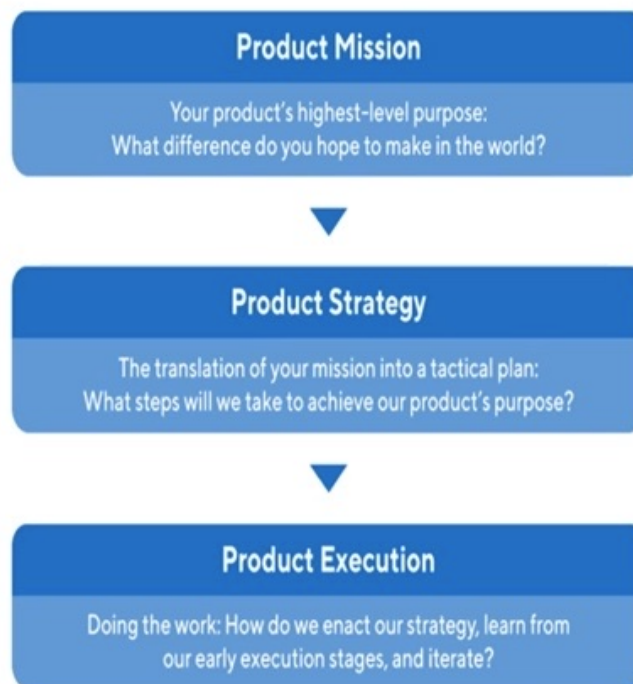 Product Mission
Your product's highest-level purpose:
What difference do you hope to make in the world?
Product Strategy
The translation of your mission into a tactical plan:
What steps will we take to achieve our product's purpose?
Product Execution
Doing the work: How do we enact our strategy, learn from
our early execution stages, and iterate?